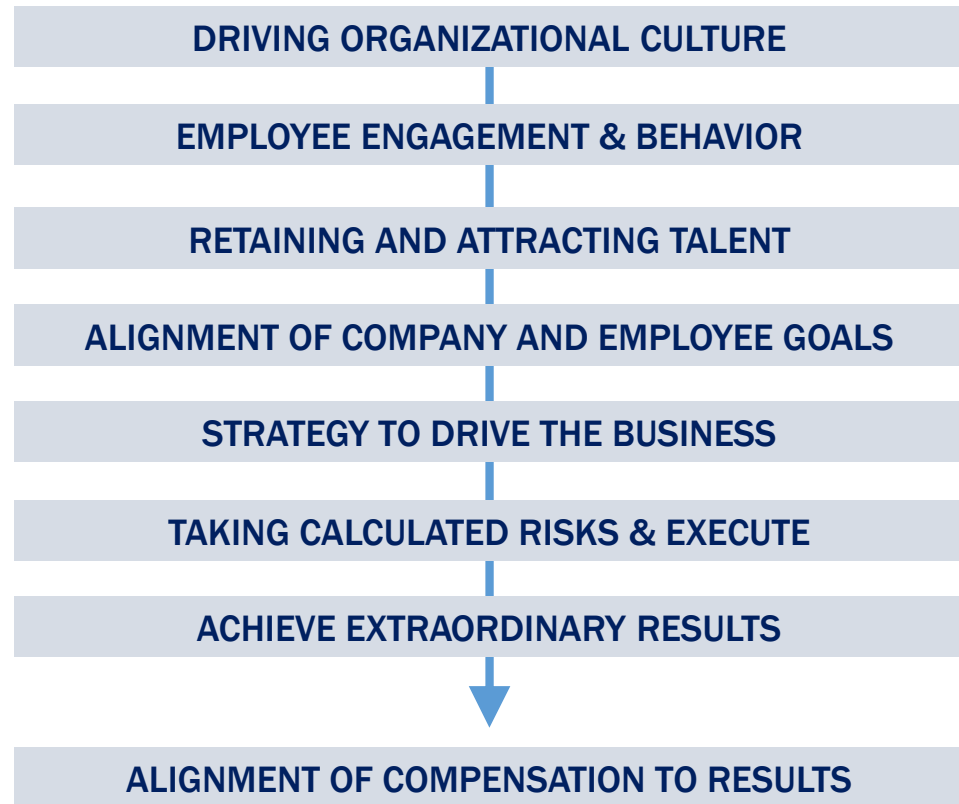 DRIVING ORGANIZATIONAL CULTURE
EMPLOYEE ENGAGEMENT & BEHAVIOR
RETAINING AND ATTRACTING TALENT
ALIGNMENT OF COMPANY AND EMPLOYEE GOALS
STRATEGY TO DRIVE THE BUSINESS
TAKING CALCULATED RISKS & EXECUTE
ACHIEVE EXTRAORDINARY RESULTS
ALIGNMENT OF COMPENSATION TO RESULTS